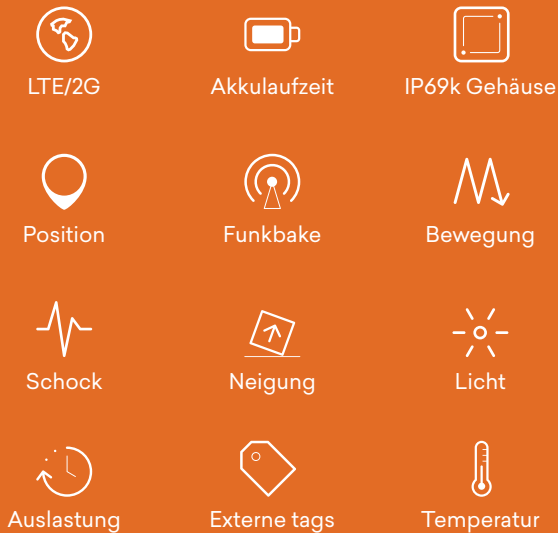 LTE/2G
Akkulaufzeit
IP69k Gehäuse
Position
Funkbake
Bewegung
Schock
Neigung
Licht
Auslastung
Externe tags
Temperatur